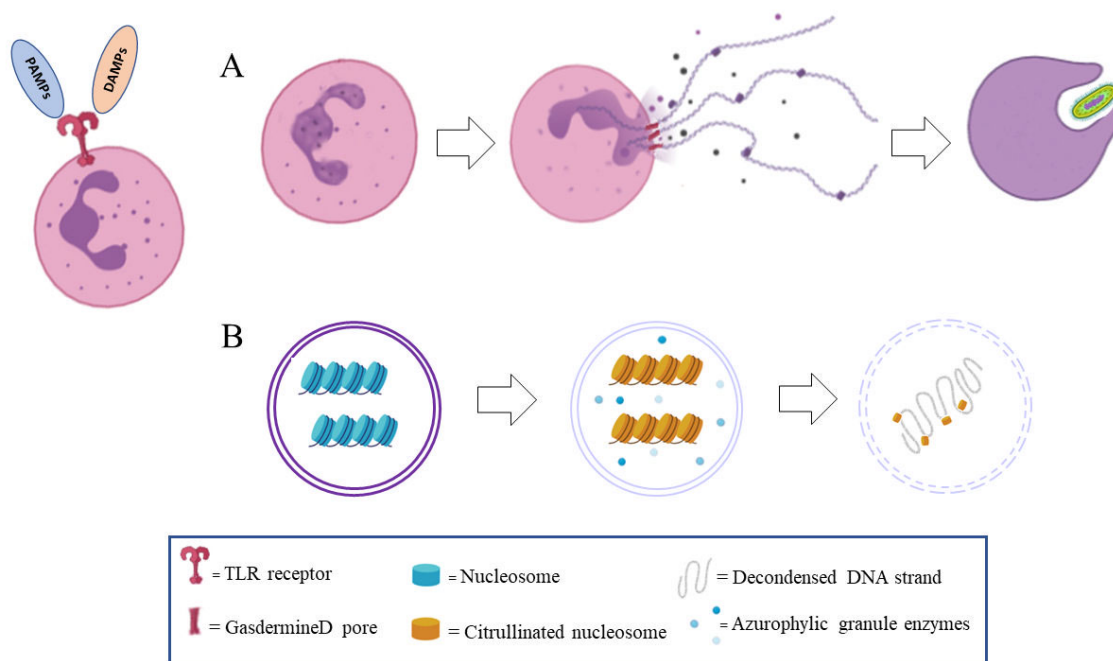 PAMPs
DAMPs
A
B
= TLR receptor
= Nucleosome
= Decondensed DNA strand
= GasdermineD pore
= Citrullinated nucleosome
= Azurophylic granule enzymes